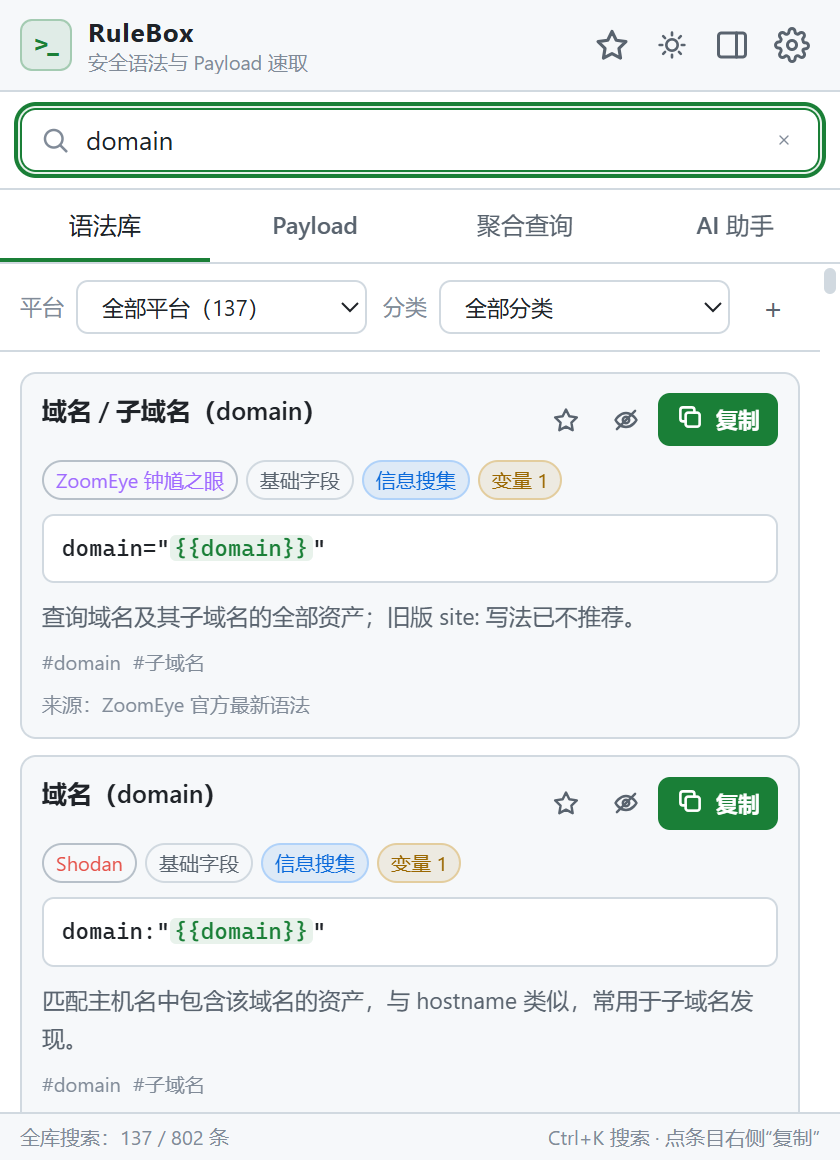 >_
RuleBox
安全语法与 Payload 速取
domain
×
语法库 Payload 聚合查询 AI 助手
平台 全部平台（137） 分类 全部分类 +
域名 / 子域名（domain）
复制
ZoomEye 钟馗之眼 基础字段 信息搜集 变量 1
domain="{{domain}}"
查询域名及其子域名的全部资产；旧版 site: 写法已不推荐。
#domain #子域名
来源：ZoomEye 官方最新语法
域名（domain）
复制
Shodan 基础字段 信息搜集 变量 1
domain:"{{domain}}"
匹配主机名中包含该域名的资产，与 hostname 类似，常用于子域名发
现。
#domain #子域名
全库搜索：137 / 802 条
Ctrl+K 搜索 · 点条目右侧“复制”